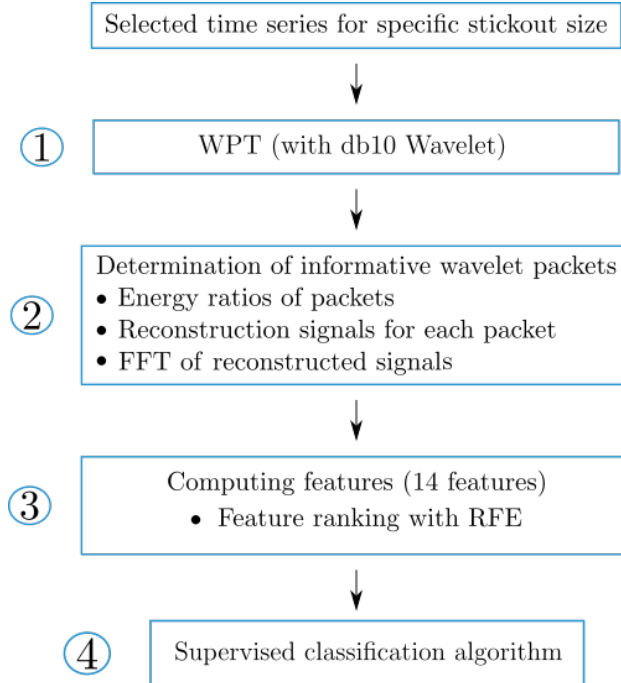 Selected time series for specific stickout size
1
WPT (with db10 Wavelet)
2
Determination of informative wavelet packets
• Energy ratios of packets
• Reconstruction signals for each packet
• FFT of reconstructed signals
3
Computing features (14 features)
• Feature ranking with RFE
4
Supervised classification algorithm